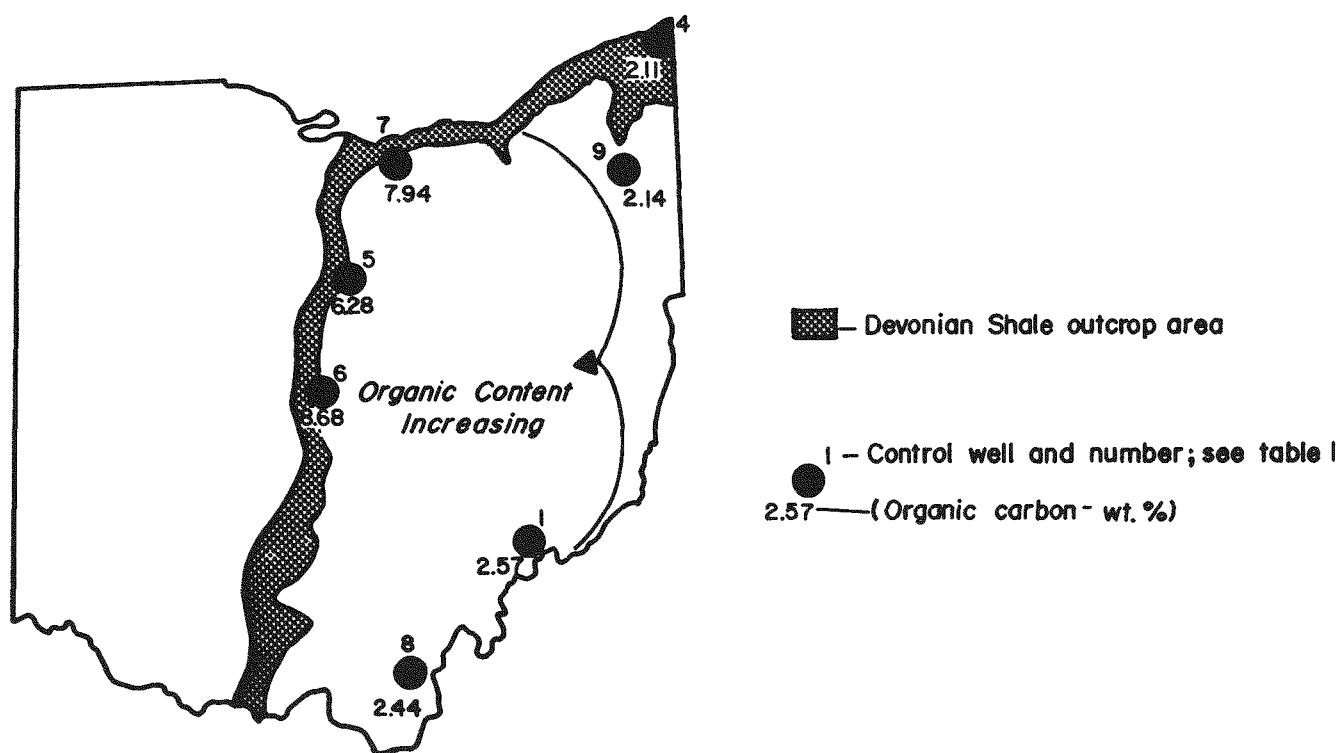 4
2.11
7
7.94
9
2.14
5
6.28
6
Organic Content
Increasing
1
2.57
8
2.44
Devonian Shale outcrop area
1 – Control well and number; see table 1
2.57 (Organic carbon - wt. %)